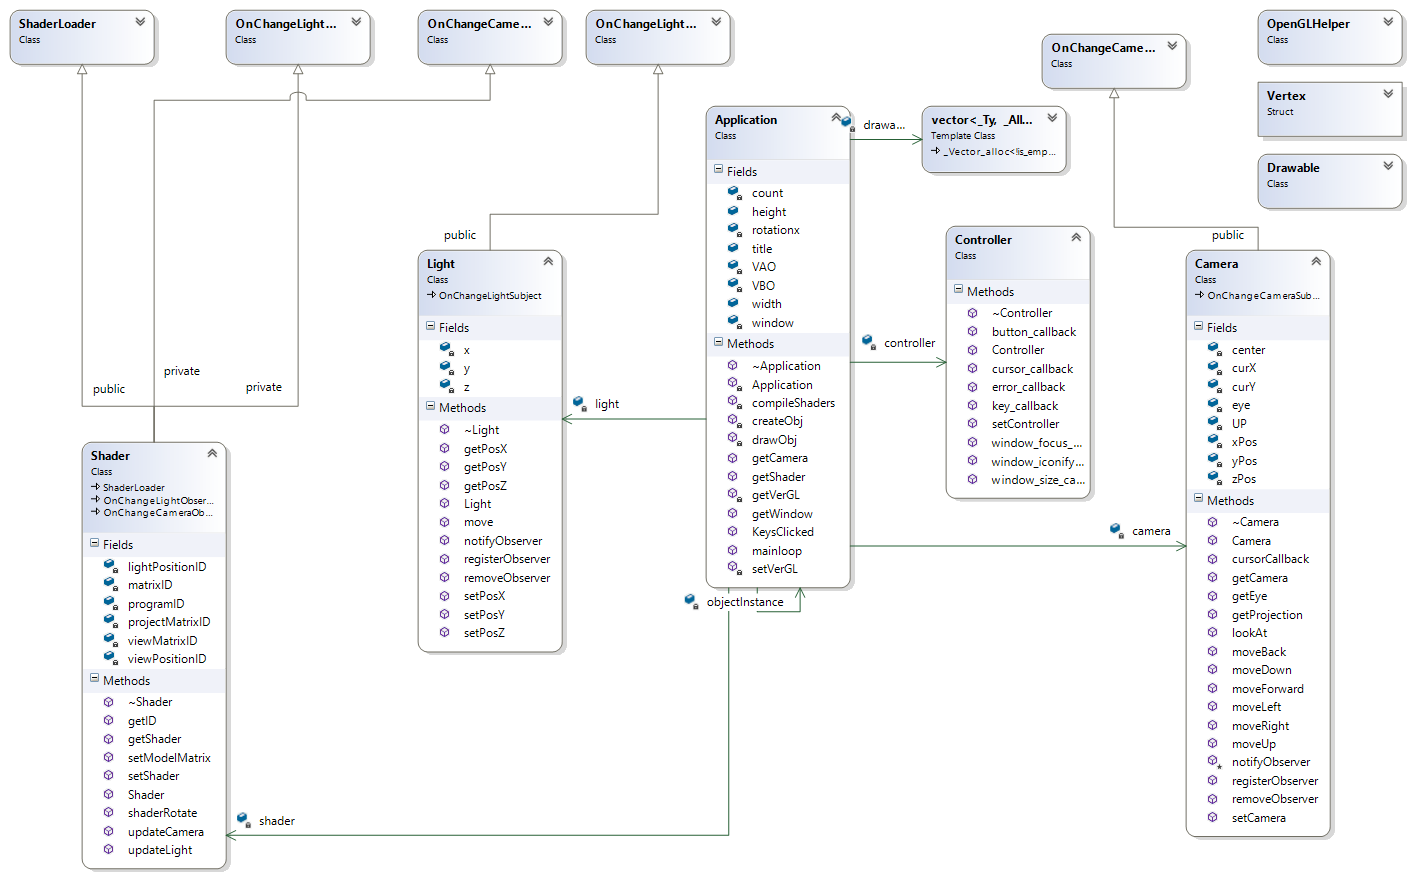 ShaderLoader
Class
OnChangeLight...
Class
OnChangeCame...
Class
OnChangeLight...
Class
OnChangeCame...
Class
OpenGLHelper
Class
Vertex
Struct
Drawable
Class
Application
Class
Fields
count
height
rotationx
title
VAO
VBO
width
window
Methods
~Application
Application
compileShaders
createObj
drawObj
getCamera
getShader
getVerGL
getWindow
KeysClicked
mainloop
setVerGL
drawa...
vector<_Ty, _All...
Template Class
_Vector_alloc<!is_emp...
controller
Controller
Class
Methods
~Controller
button_callback
Controller
cursor_callback
error_callback
key_callback
setController
window_focus_...
window_iconify...
window_size_ca...
public
Light
Class
OnChangeLightSubject
Fields
x
y
z
Methods
~Light
getPosX
getPosY
getPosZ
Light
move
notifyObserver
registerObserver
removeObserver
setPosX
setPosY
setPosZ
light
public
Camera
Class
OnChangeCameraSub...
Fields
center
curX
curY
eye
UP
xPos
yPos
zPos
Methods
~Camera
Camera
cursorCallback
getCamera
getEye
getProjection
lookAt
moveBack
moveDown
moveForward
moveLeft
moveRight
moveUp
notifyObserver
registerObserver
removeObserver
setCamera
camera
objectInstance
public
private
private
Shader
Class
ShaderLoader
OnChangeLightObser...
OnChangeCameraOb...
Fields
lightPositionID
matrixID
programID
projectMatrixID
viewMatrixID
viewPositionID
Methods
~Shader
getID
getShader
setModelMatrix
setShader
Shader
shaderRotate
updateCamera
updateLight
shader